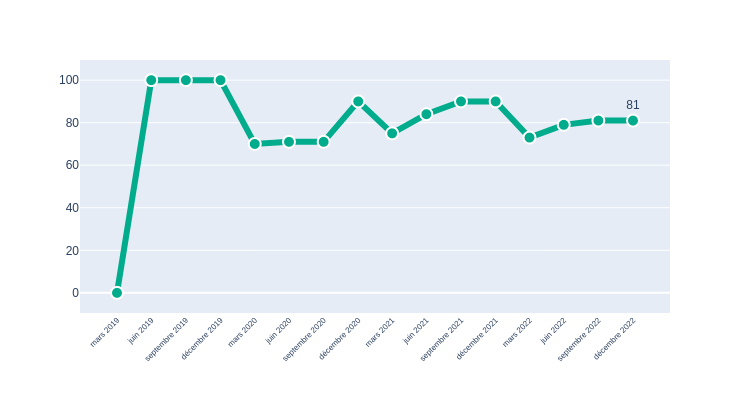 100
80
60
40
20
0
81
mars 2019
juin 2019
septembre 2019
décembre 2019
mars 2020
juin 2020
septembre 2020
décembre 2020
mars 2021
juin 2021
septembre 2021
décembre 2021
mars 2022
juin 2022
septembre 2022
décembre 2022